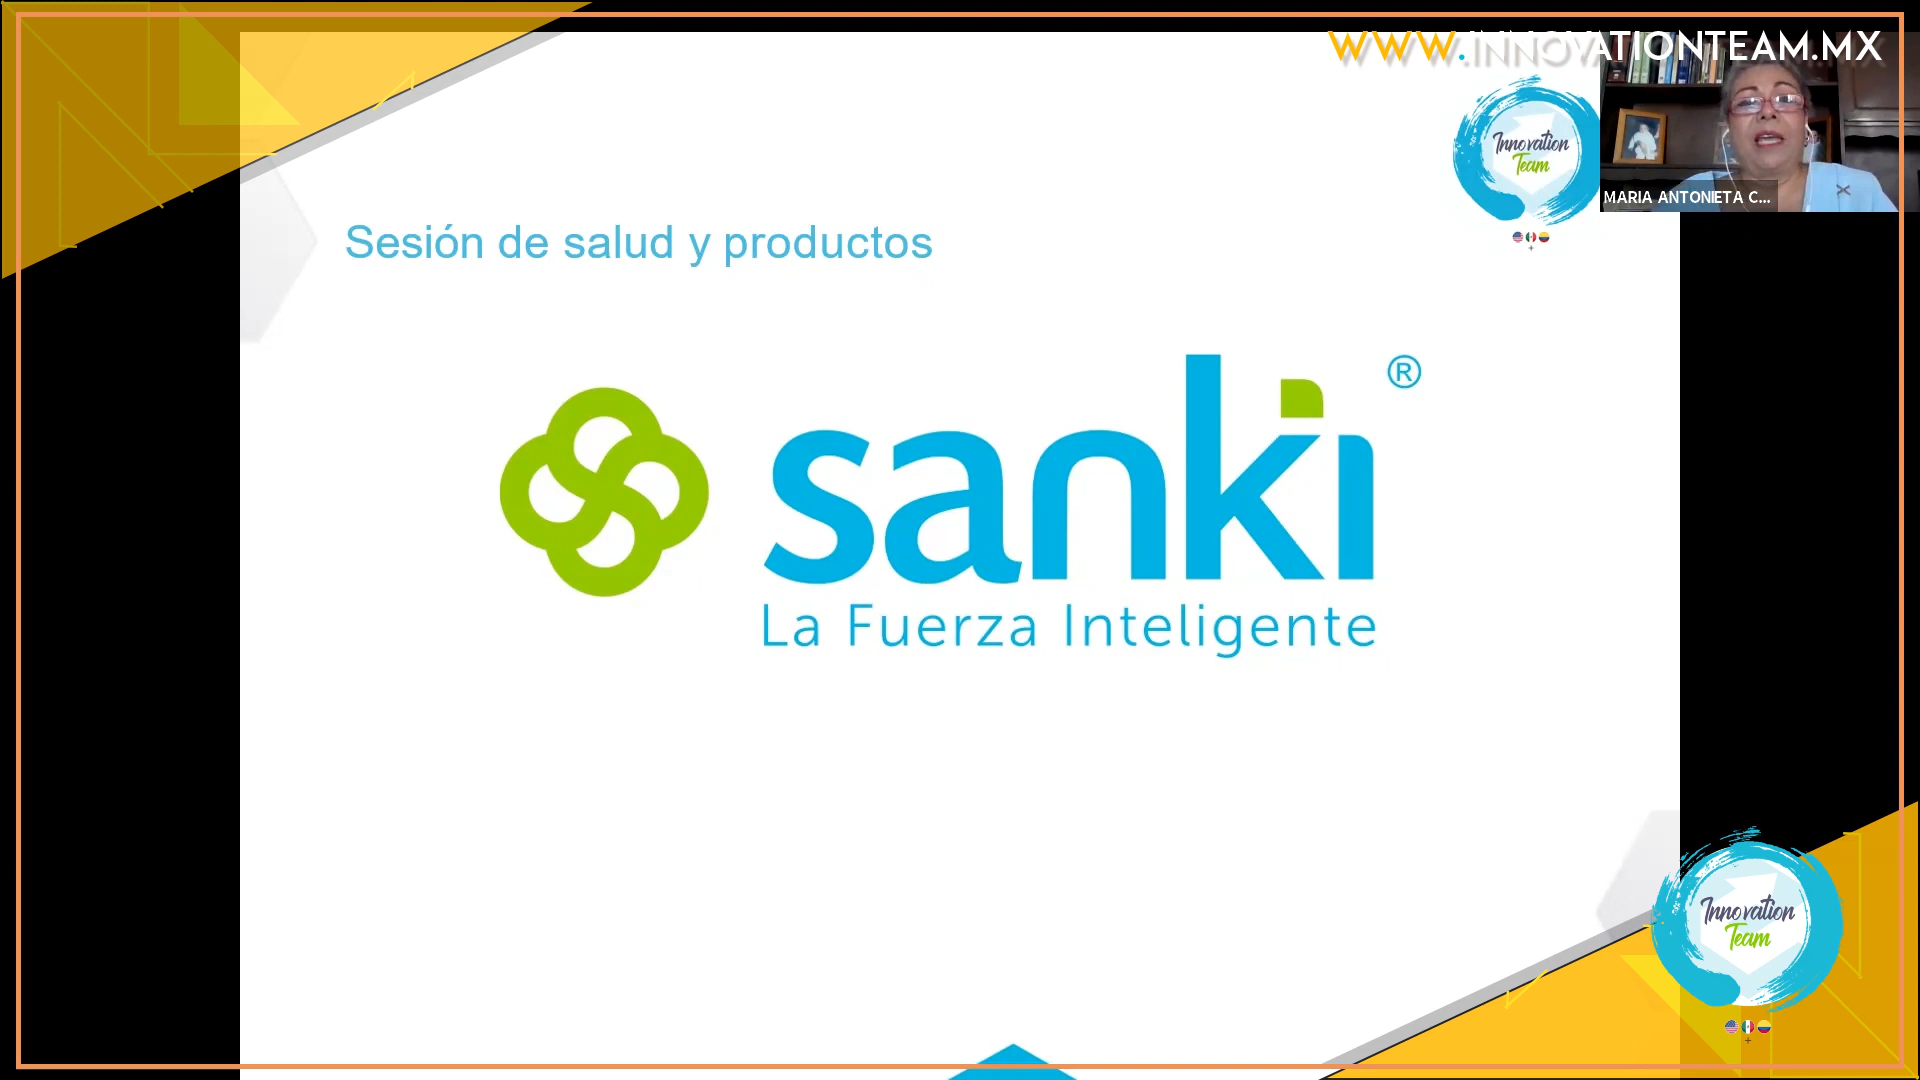 WWW.INNOVATIONTEAM.MX
Innovation
Team
MARIA ANTONIETA C...
Sesión de salud y productos
sanki ®
La Fuerza Inteligente
Innovation
Team